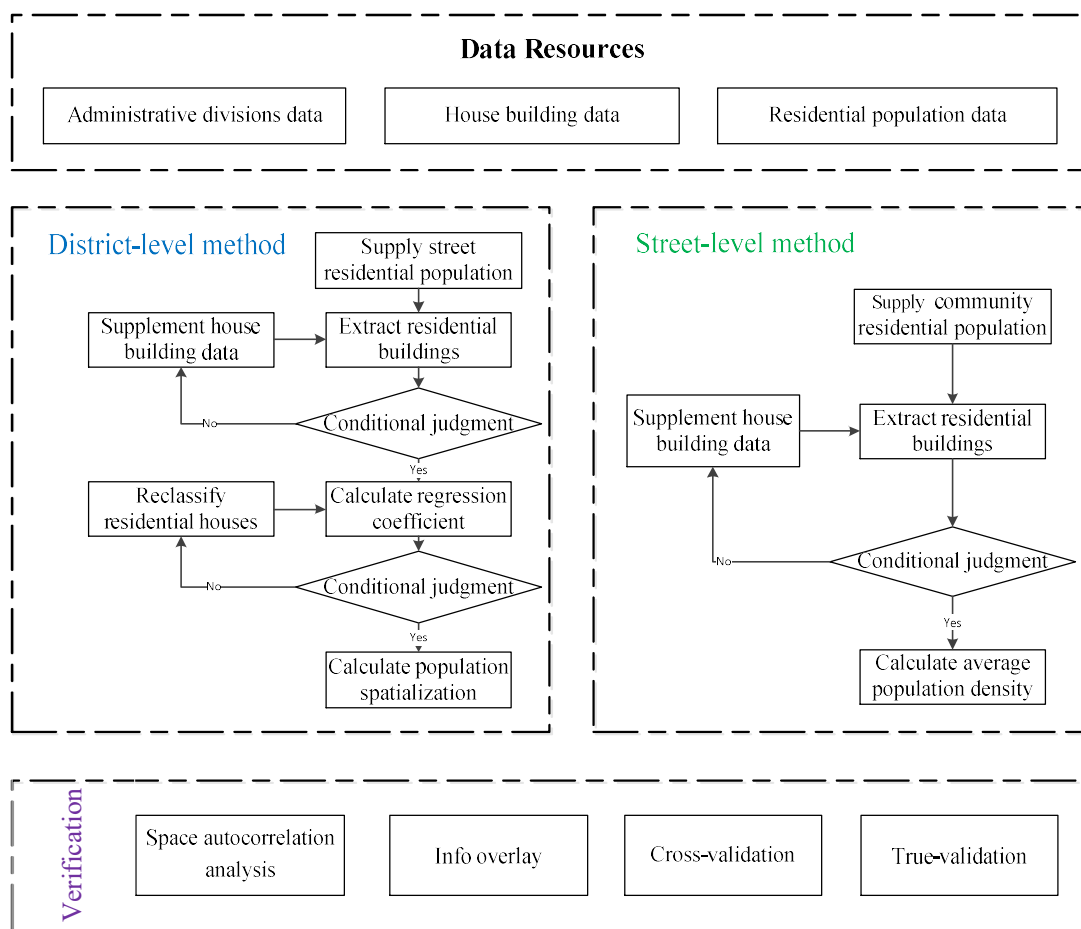 Data Resources
Administrative divisions data
House building data
Residential population data
District-level method
Supply street
residential population
Supplement house
building data
Extract residential
buildings
Conditional judgment
No
Yes
Reclassify
residential houses
Calculate regression
coefficient
Conditional judgment
No
Yes
Calculate population
spatialization
Street-level method
Supply community
residential population
Supplement house
building data
Extract residential
buildings
Conditional judgment
No
Yes
Calculate average
population density
Verification
Space autocorrelation
analysis
Info overlay
Cross-validation
True-validation